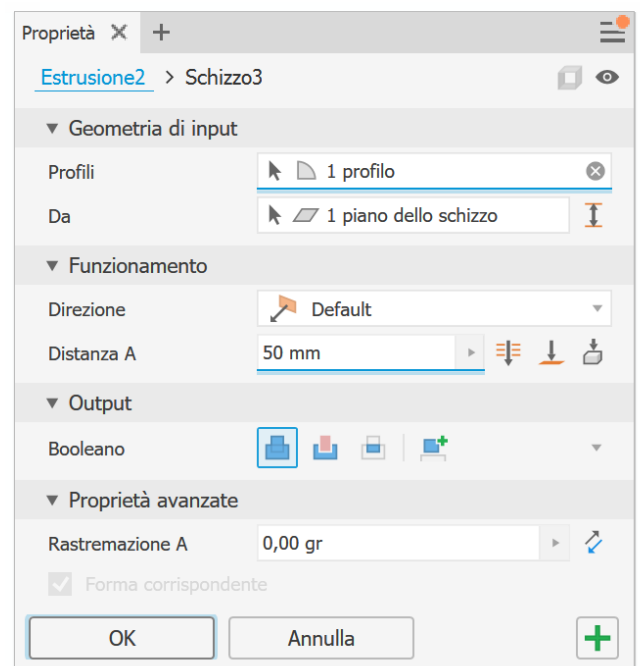 Proprietà
Estrusione2 > Schizzo3
Geometria di input
Profili 1 profilo
Da 1 piano dello schizzo
Funzionamento
Direzione Default
Distanza A 50 mm
Output
Booleano
Proprietà avanzate
Rastremazione A 0,00 gr
Forma corrispondente
OK Annulla